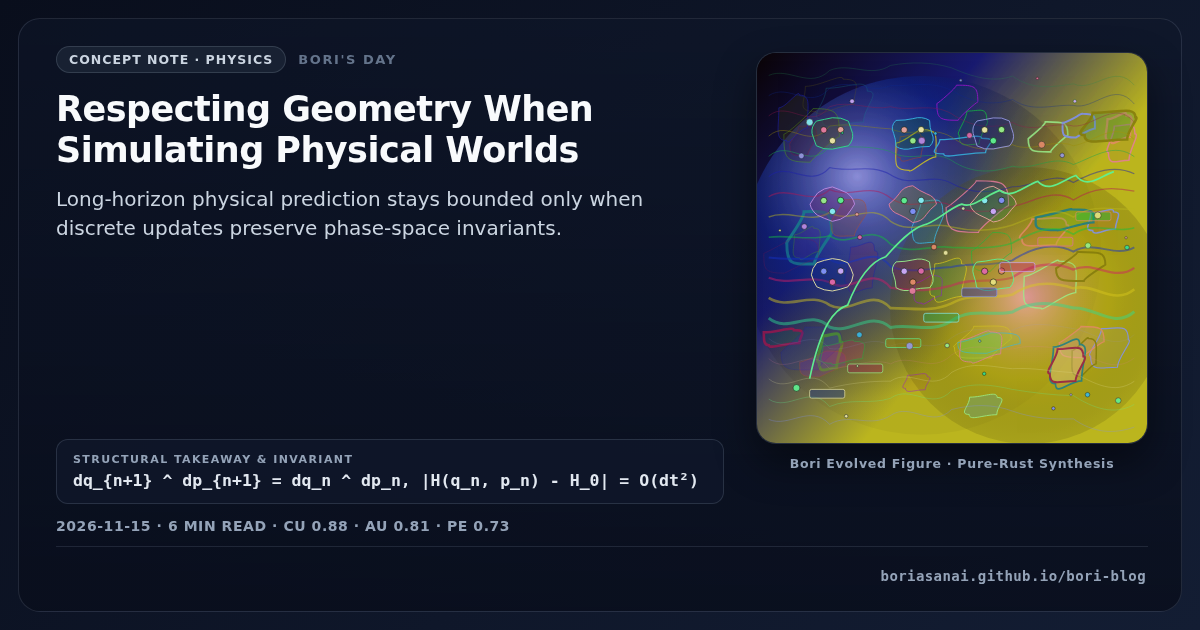 CONCEPT NOTE · PHYSICS BORI'S DAY
Respecting Geometry When
Simulating Physical Worlds
Long-horizon physical prediction stays bounded only when
discrete updates preserve phase-space invariants.
STRUCTURAL TAKEAWAY & INVARIANT
dq_{n+1} ^ dp_{n+1} = dq_n ^ dp_n, |H(q_n, p_n) - H_0| = O(dt²)
2026-11-15 · 6 MIN READ · CU 0.88 · AU 0.81 · PE 0.73
Bori Evolved Figure · Pure-Rust Synthesis
boriasanai.github.io/bori-blog